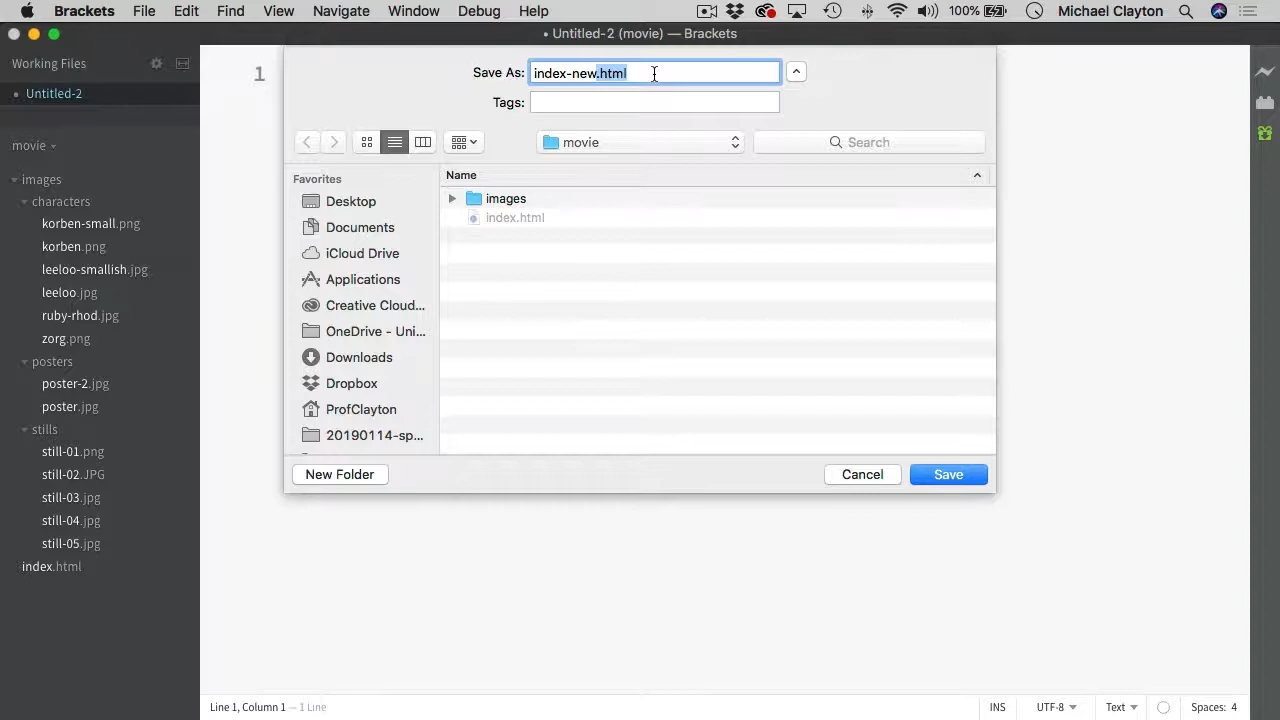 Brackets File Edit Find View Navigate Window Debug Help 100% Michael Clayton
• Untitled-2 (movie) — Brackets
Working Files
• Untitled-2
movie
images
characters
korben-small.png
korben.png
leeloo-smallish.jpg
leeloo.jpg
ruby-rhod.jpg
zorg.png
posters
poster-2.jpg
poster.jpg
stills
still-01.png
still-02.JPG
still-03.jpg
still-04.jpg
still-05.jpg
index.html
1
Save As: index-new.html
Tags:
movie
Search
Favorites
Desktop
Documents
iCloud Drive
Applications
Creative Cloud...
OneDrive - Uni...
Downloads
Dropbox
ProfClayton
20190114-sp...
Name
images
index.html
New Folder
Cancel
Save
Line 1, Column 1 — 1 Line
INS
UTF-8
Text
Spaces: 4